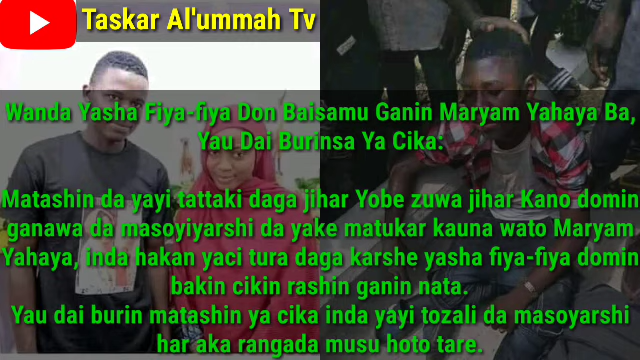 Taskar Al'ummah Tv
Wanda Yasha Fiya-fiya Don Baisamu Ganin Maryam Yahaya Ba,
Yau Dai Burinsa Ya Cika:
Matashin da yayi tattaki daga jihar Yobe zuwa jihar Kano domin
ganawa da masoyiyarshi da yake matukar kauna wato Maryam
Yahaya, inda hakan yaci tura daga karshe yasha fiya-fiya domin
bakin cikin rashin ganin nata.
Yau dai burin matashin ya cika inda yáyi tozali da masoyarshi
har aka rangada musu hoto tare.